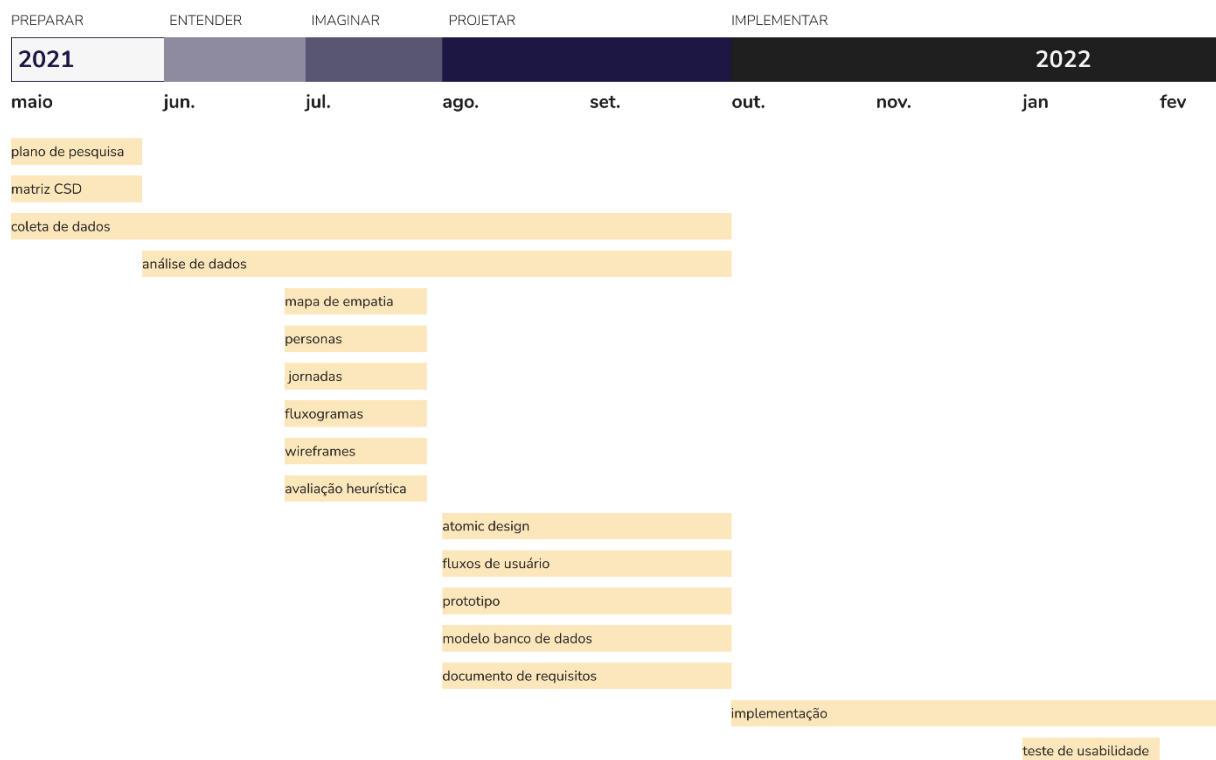 PREPARAR ENTENDER IMAGINAR PROJETAR IMPLEMENTAR
2021 2022
maio jun. jul. ago. set. out. nov. jan fev
plano de pesquisa
matriz CSD
coleta de dados
análise de dados
mapa de empatia
personas
jornadas
fluxogramas
wireframes
avaliação heurística
atomic design
fluxos de usuário
prototipo
modelo banco de dados
documento de requisitos
implementação
teste de usabilidade